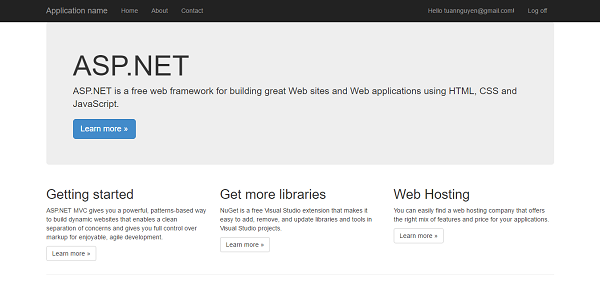 Application name Home About Contact Hello tuannguyen@gmail.com! Log off
ASP.NET
ASP.NET is a free web framework for building great Web sites and Web applications using HTML, CSS and
JavaScript.
Learn more »
Getting started
ASP.NET MVC gives you a powerful, patterns-based way
to build dynamic websites that enables a clean
separation of concerns and gives you full control over
markup for enjoyable, agile development.
Learn more »
Get more libraries
NuGet is a free Visual Studio extension that makes it
easy to add, remove, and update libraries and tools in
Visual Studio projects.
Learn more »
Web Hosting
You can easily find a web hosting company that offers
the right mix of features and price for your applications.
Learn more »